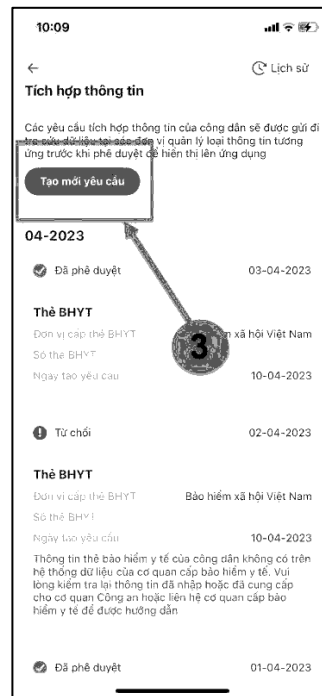 10:09
Lịch sử
Tích hợp thông tin
Các yêu cầu tích hợp thông tin của công dân sẽ được gửi đi
tra cứu dữ liệu tại các đơn vị quản lý loại thông tin tương
ứng trước khi phê duyệt để hiển thị lên ứng dụng
Tạo mới yêu cầu
04-2023
Đã phê duyệt 03-04-2023
Thẻ BHYT
Đơn vị cấp thẻ BHYT xã hội Việt Nam
Số thẻ BHYT
Ngày tạo yêu cầu 10-04-2023
3
Từ chối 02-04-2023
Thẻ BHYT
Đơn vị cấp thẻ BHYT Bảo hiểm xã hội Việt Nam
Số thẻ BHYT
Ngày tạo yêu cầu 10-04-2023
Thông tin thẻ bảo hiểm y tế của công dân không có trên
hệ thống dữ liệu của cơ quan cấp bảo hiểm y tế. Vui
lòng kiểm tra lại thông tin đã nhập hoặc đã cung cấp
cho cơ quan Công an hoặc liên hệ cơ quan cấp bảo
hiểm y tế để được hướng dẫn
Đã phê duyệt 01-04-2023